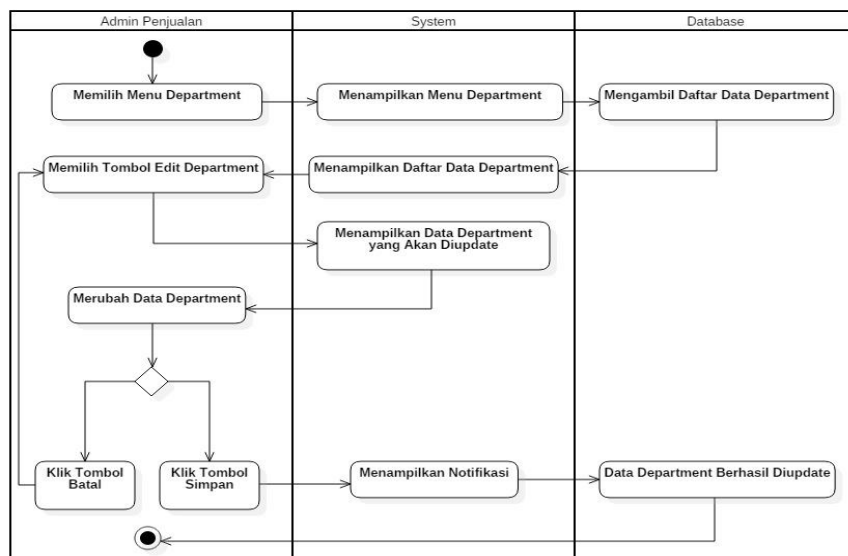 Admin Penjualan
System
Database
Memilih Menu Department
Menampilkan Menu Department
Mengambil Daftar Data Department
Memilih Tombol Edit Department
Menampilkan Daftar Data Department
Menampilkan Data Department
yang Akan Diupdate
Merubah Data Department
Klik Tombol
Batal
Klik Tombol
Simpan
Menampilkan Notifikasi
Data Department Berhasil Diupdate